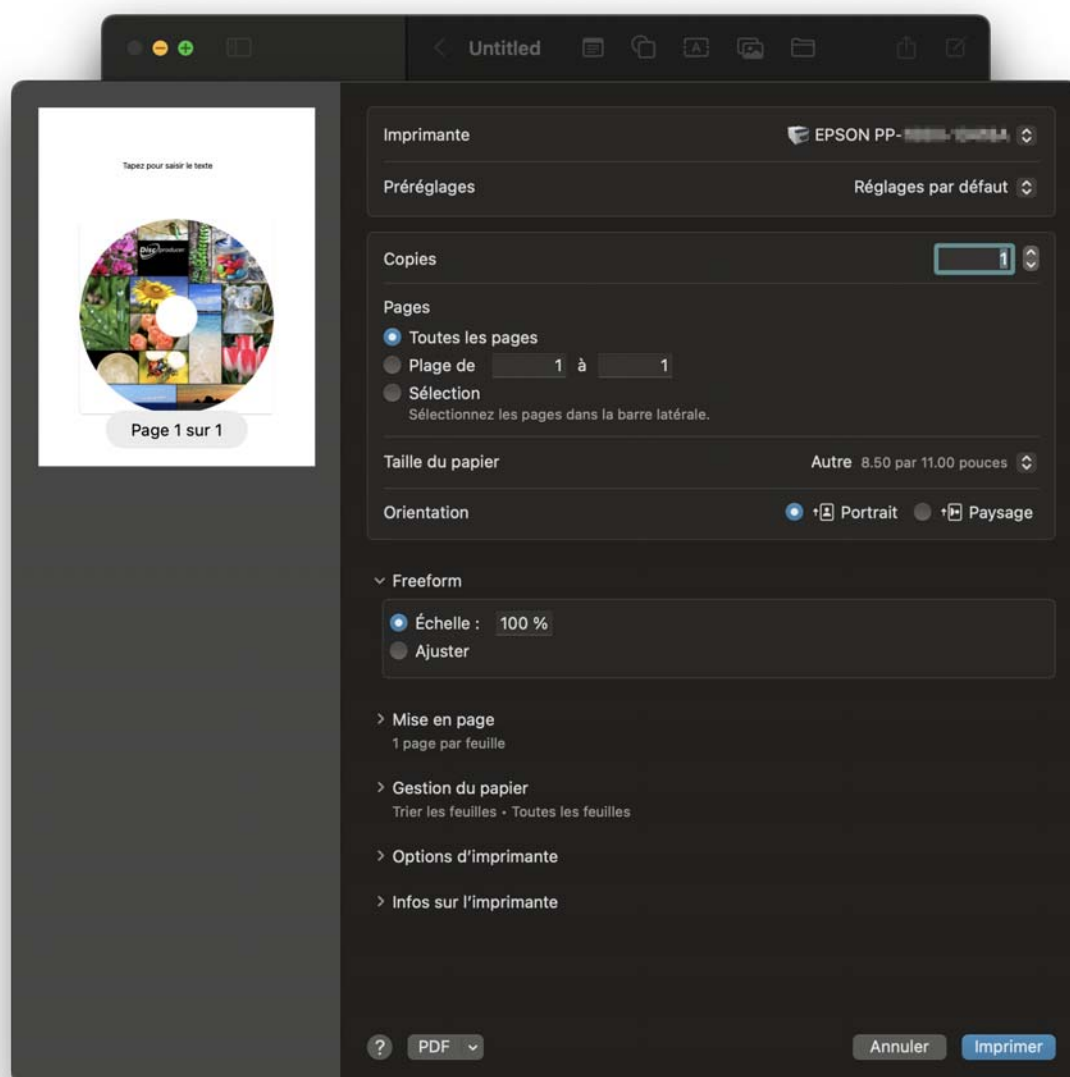 Untitled
Tapez pour saisir le texte
Disc producer
Page 1 sur 1
Imprimante EPSON PP-
Préréglages Réglages par défaut
Copies 1
Pages
Toutes les pages
Plage de 1 à 1
Sélection
Sélectionnez les pages dans la barre latérale.
Taille du papier Autre 8.50 par 11.00 pouces
Orientation Portrait Paysage
Freeform
Échelle : 100 %
Ajuster
Mise en page
1 page par feuille
Gestion du papier
Trier les feuilles • Toutes les feuilles
Options d'imprimante
Infos sur l'imprimante
? PDF Annuler Imprimer